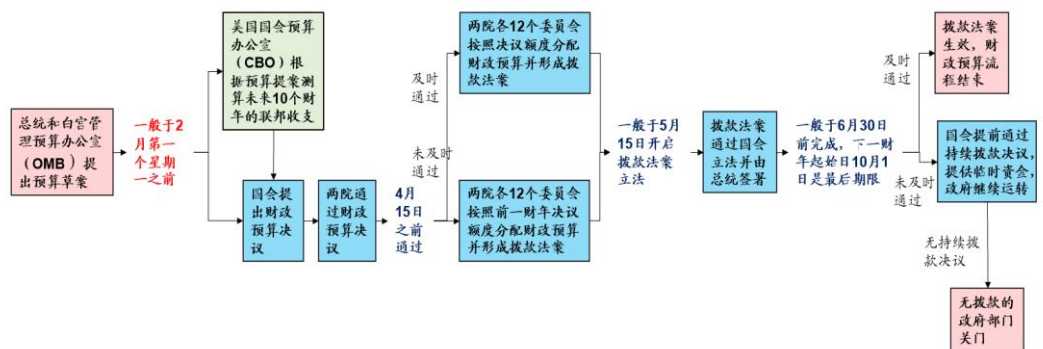 总统和白宫管
理预算办公室
（OMB）提
出预算草案
一般于2
月第一
个星期
一之前
美国国会预算
办公室
（CBO）根
据预算提案测
算未来10个财
年的联邦收支
国会提
出财政
预算决
议
两院通
过财政
预算决
议
4月
15日
之前
通过
及时
通过
未及时
通过
两院各12个委员会
按照决议额度分配
财政预算并形成拨
款法案
两院各12个委员会
按照前一财年决议
额度分配财政预算
并形成拨款法案
一般于5月
15日开启
拨款法案
立法
拨款法案
通过国会
立法并由
总统签署
一般于6月30日
前完成，下一财
年起始日10月1
日是最后期限
及时
通过
未及时
通过
拨款法案
生效，财
政预算流
程结束
国会提前通过
持续拨款决议，
提供临时资金，
政府继续运转
无持续拨
款决议
无拨款的
政府部门
关门